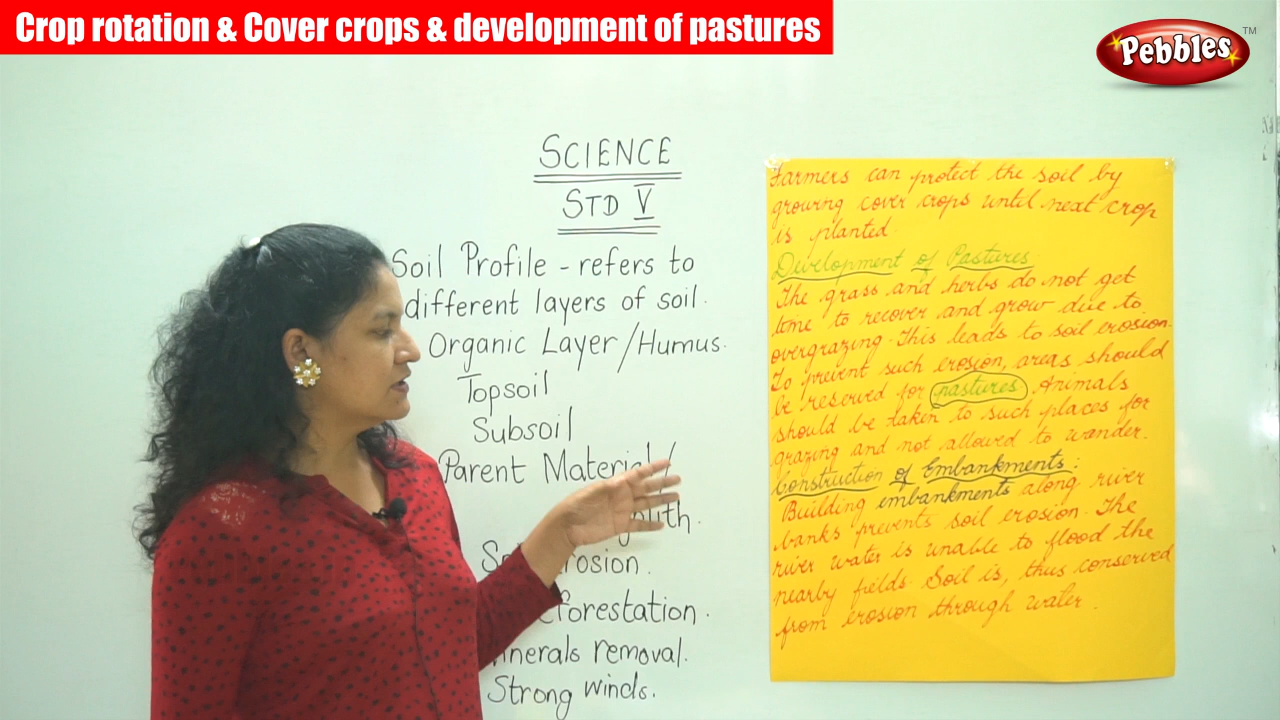 Crop rotation & Cover crops & development of pastures
Pebbles TM
SCIENCE
STD V
Soil Profile - refers to
different layers of soil.
Organic Layer/Humus.
Topsoil
Subsoil
Parent Material/
rosion.
forestation.
nerals removal.
Strong winds.
Farmers can protect the soil by
growing cover crops until next crop
is planted.
Development of Pastures
The grass and herbs do not get
time to recover and grow due to
overgrazing. This leads to soil erosion.
To prevent such erosion, areas should
be reserved for pastures. Animals
should be taken to such places for
grazing and not allowed to wander.
Construction of Embankments:
Building embankments along river
banks prevents soil erosion. The
river water is unable to flood the
nearby fields. Soil is, thus conserved
from erosion through water.